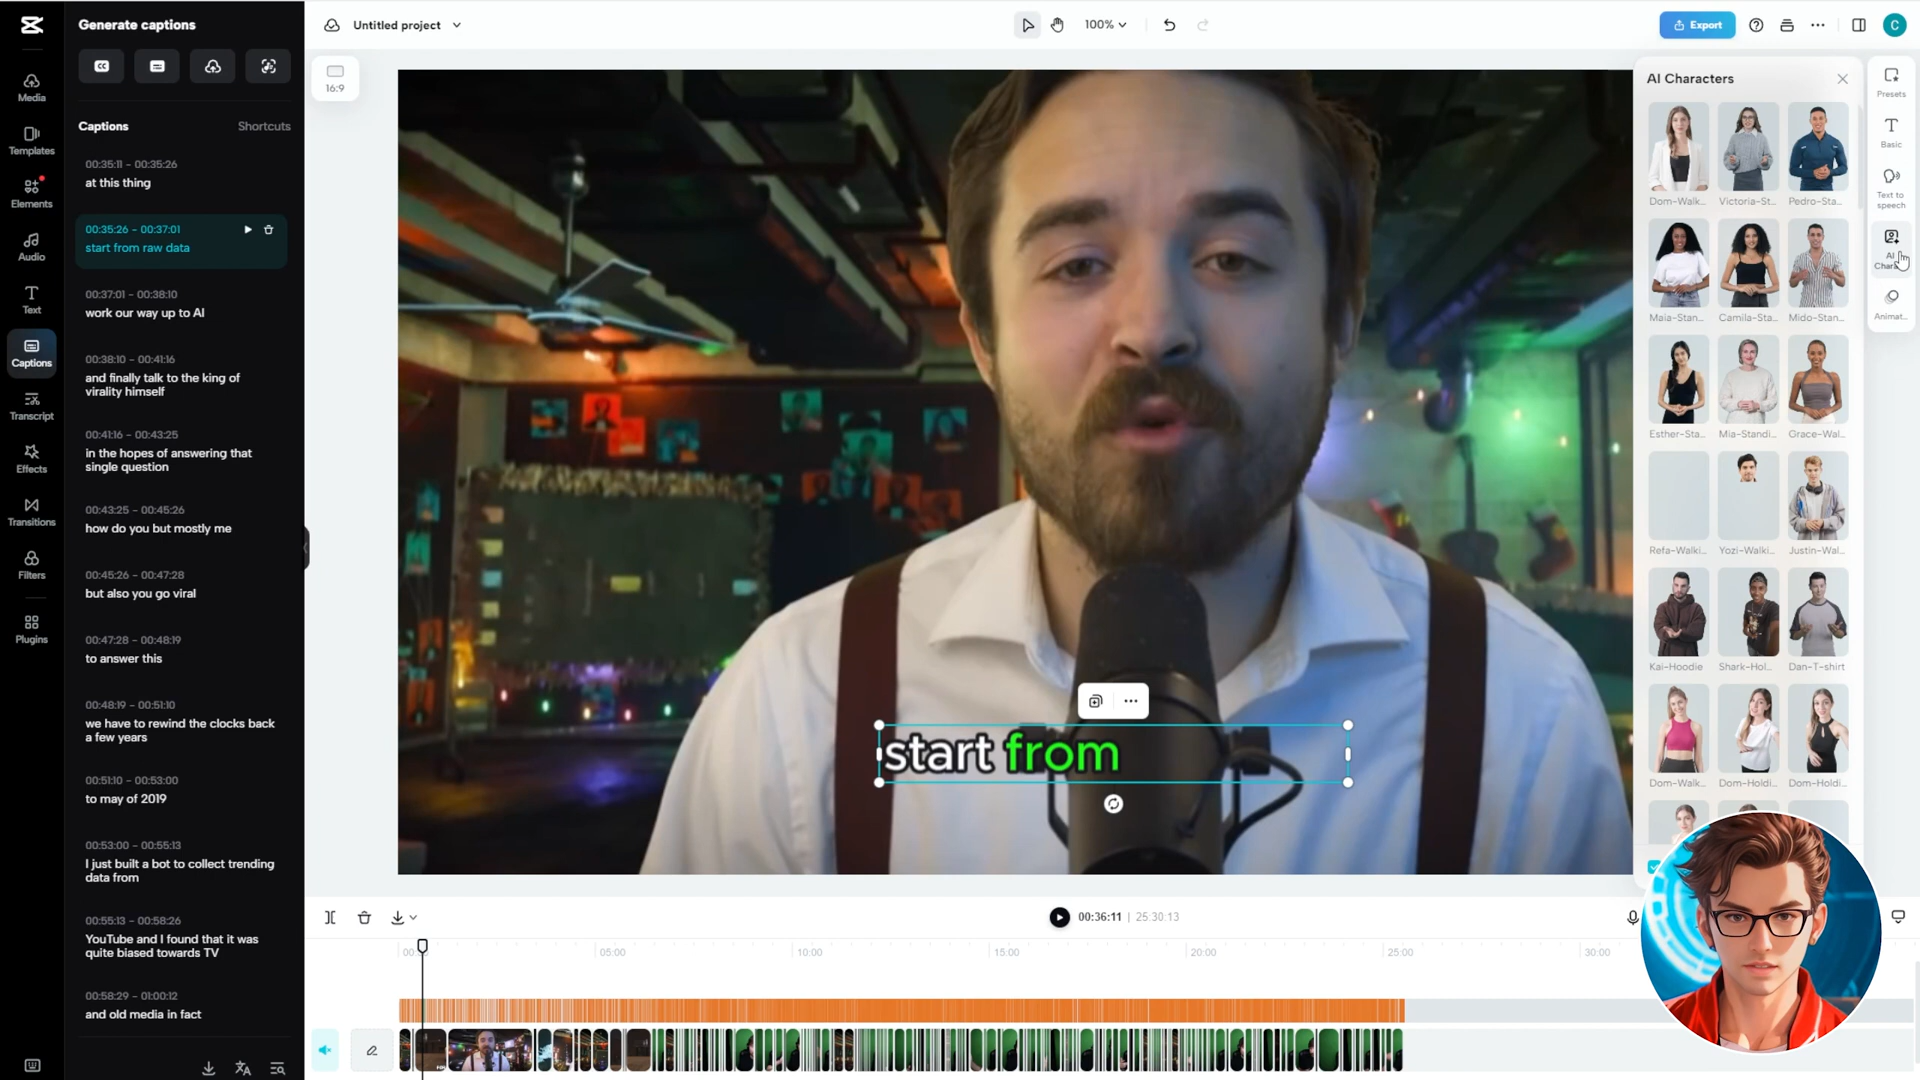 Generate captions
Captions
Shortcuts
00:35:11 – 00:35:26
at this thing
00:35:26 – 00:37:01
start from raw data
00:37:01 – 00:38:10
work our way up to AI
00:38:10 – 00:41:16
and finally talk to the king of
virality himself
00:41:16 – 00:43:25
in the hopes of answering that
single question
00:43:25 – 00:45:26
how do you but mostly me
00:45:26 – 00:47:28
but also you go viral
00:47:28 – 00:48:19
to answer this
00:48:19 – 00:51:10
we have to rewind the clocks back
a few years
00:51:10 – 00:53:00
to may of 2019
00:53:00 – 00:55:13
I just built a bot to collect trending
data from
00:55:13 – 00:58:26
YouTube and I found that it was
quite biased towards TV
00:58:29 – 01:00:12
and old media in fact
Media
Templates
Elements
Audio
Text
Captions
Transcript
Effects
Transitions
Filters
Plugins
Untitled project
100%
Export
C
16:9
start from
AI Characters
Dom-Walk... Victoria-St... Pedro-Sta...
Maia-Stan... Camila-Sta... Mido-Stan...
Esther-Sta... Mia-Standi... Grace-Wal...
Refa-Walki... Yozi-Walki... Justin-Wal...
Kai-Hoodie Shark-Hol... Dan-T-shirt
Dom-Walk... Dom-Holdi... Dom-Holdi...
Presets
Basic
Text to
speech
AI
Animat...
00:36:11 | 25:30:13
05:00 10:00 15:00 20:00 25:00 30:00